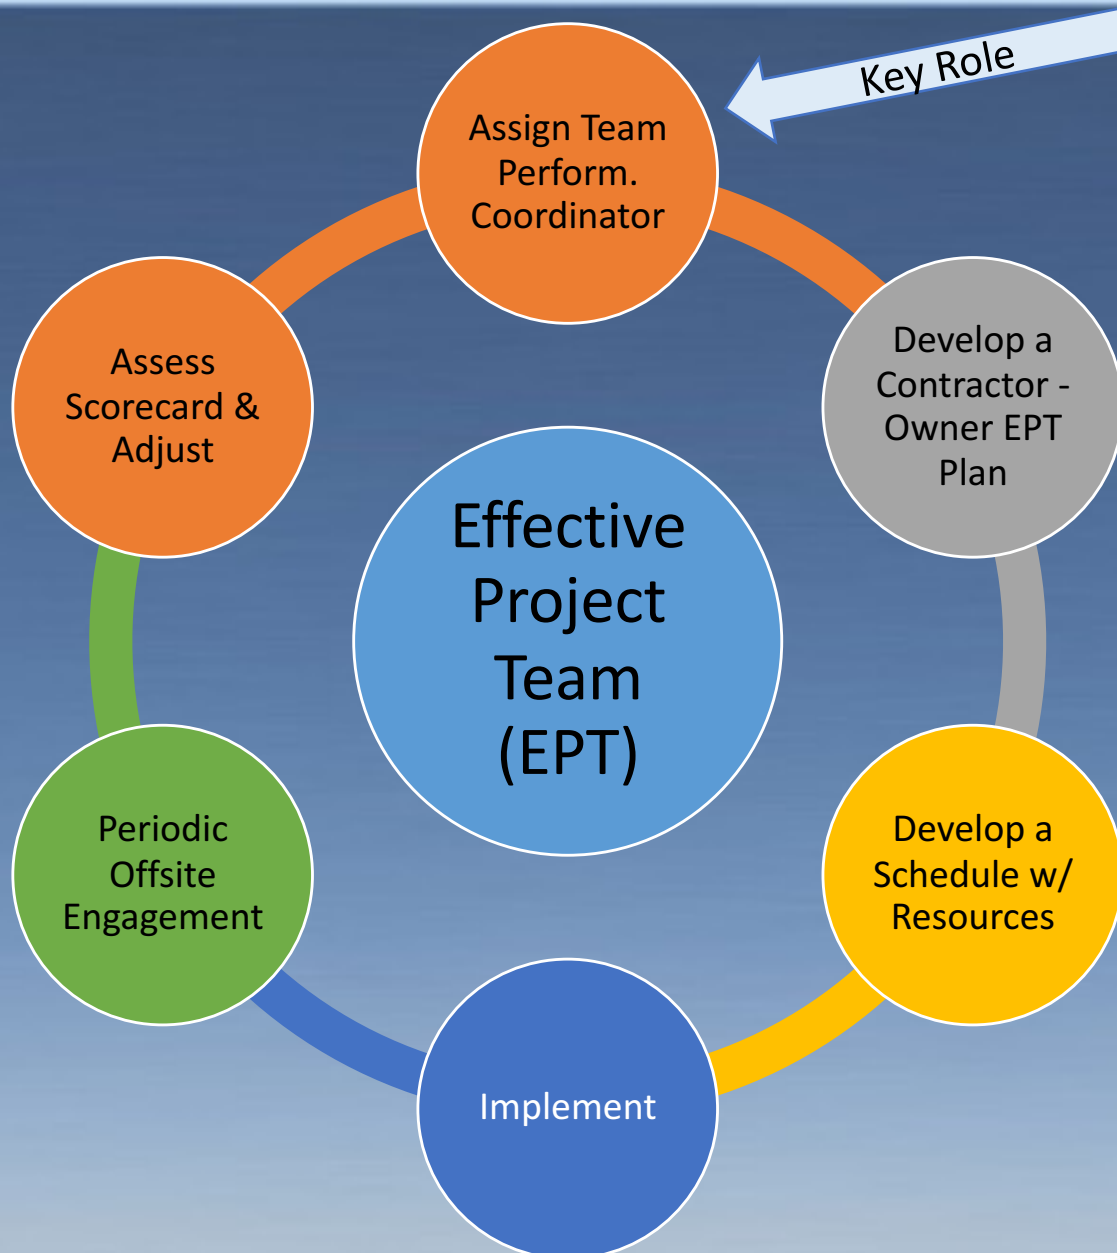 Key Role
Assign Team
Perform.
Coordinator
Develop a
Contractor -
Owner EPT
Plan
Develop a
Schedule w/
Resources
Implement
Periodic
Offsite
Engagement
Assess
Scorecard &
Adjust
Effective
Project
Team
(EPT)